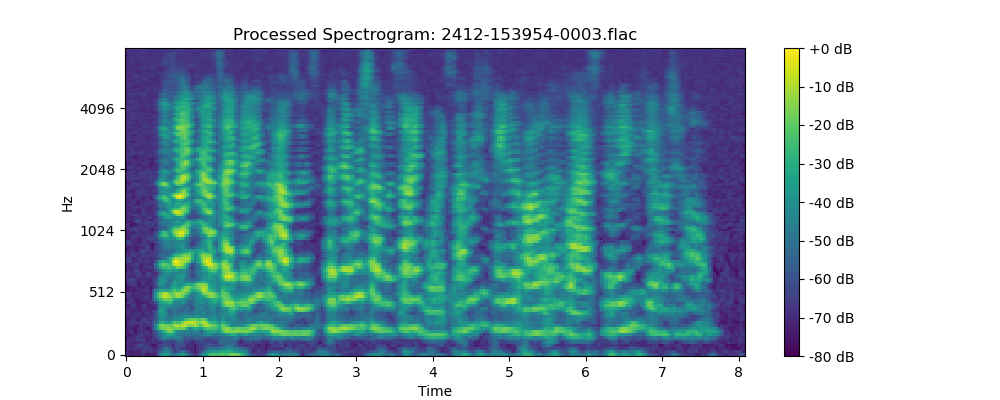 Processed Spectrogram: 2412-153954-0003.flac
Hz
4096
2048
1024
512
0
0 1 2 3 4 5 6 7 8
Time
+0 dB
-10 dB
-20 dB
-30 dB
-40 dB
-50 dB
-60 dB
-70 dB
-80 dB